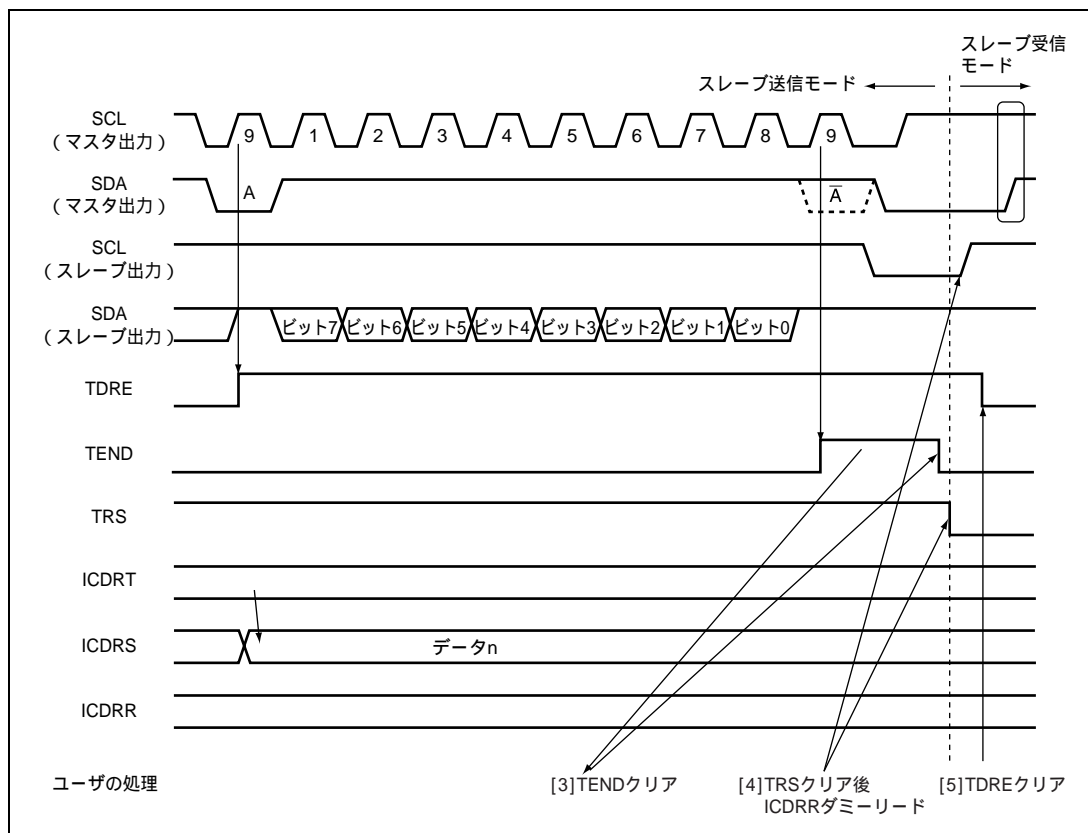 スレーブ受信
モード
スレーブ送信モード
SCL
(マスタ出力)
9 1 2 3 4 5 6 7 8 9
SDA
(マスタ出力)
A A̅
SCL
(スレーブ出力)
SDA
(スレーブ出力)
ビット7 ビット6 ビット5 ビット4 ビット3 ビット2 ビット1 ビット0
TDRE
TEND
TRS
ICDRT
ICDRS
データn
ICDRR
ユーザの処理
[3]TENDクリア
[4]TRSクリア後
ICDRRダミーリード
[5]TDREクリア